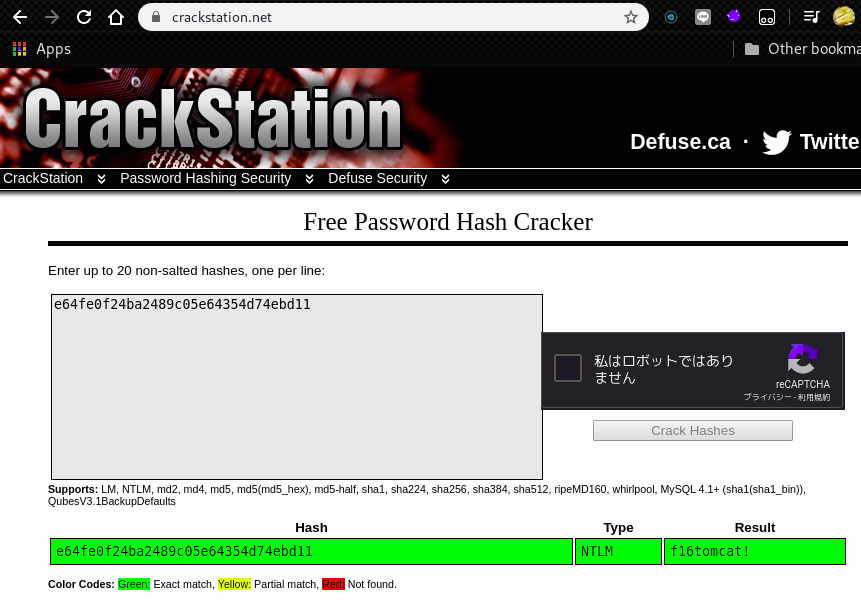 crackstation.net
Apps
Other bookma
CrackStation
Defuse.ca · Twitte
CrackStation Password Hashing Security Defuse Security
Free Password Hash Cracker
Enter up to 20 non-salted hashes, one per line:
e64fe0f24ba2489c05e64354d74ebd11
私はロボットではあり
ません
reCAPTCHA
プライバシー - 利用規約
Crack Hashes
Supports: LM, NTLM, md2, md4, md5, md5(md5_hex), md5-half, sha1, sha224, sha256, sha384, sha512, ripeMD160, whirlpool, MySQL 4.1+ (sha1(sha1_bin)),
QubesV3.1BackupDefaults
Hash Type Result
e64fe0f24ba2489c05e64354d74ebd11 NTLM f16tomcat!
Color Codes: Green: Exact match, Yellow: Partial match, Red: Not found.